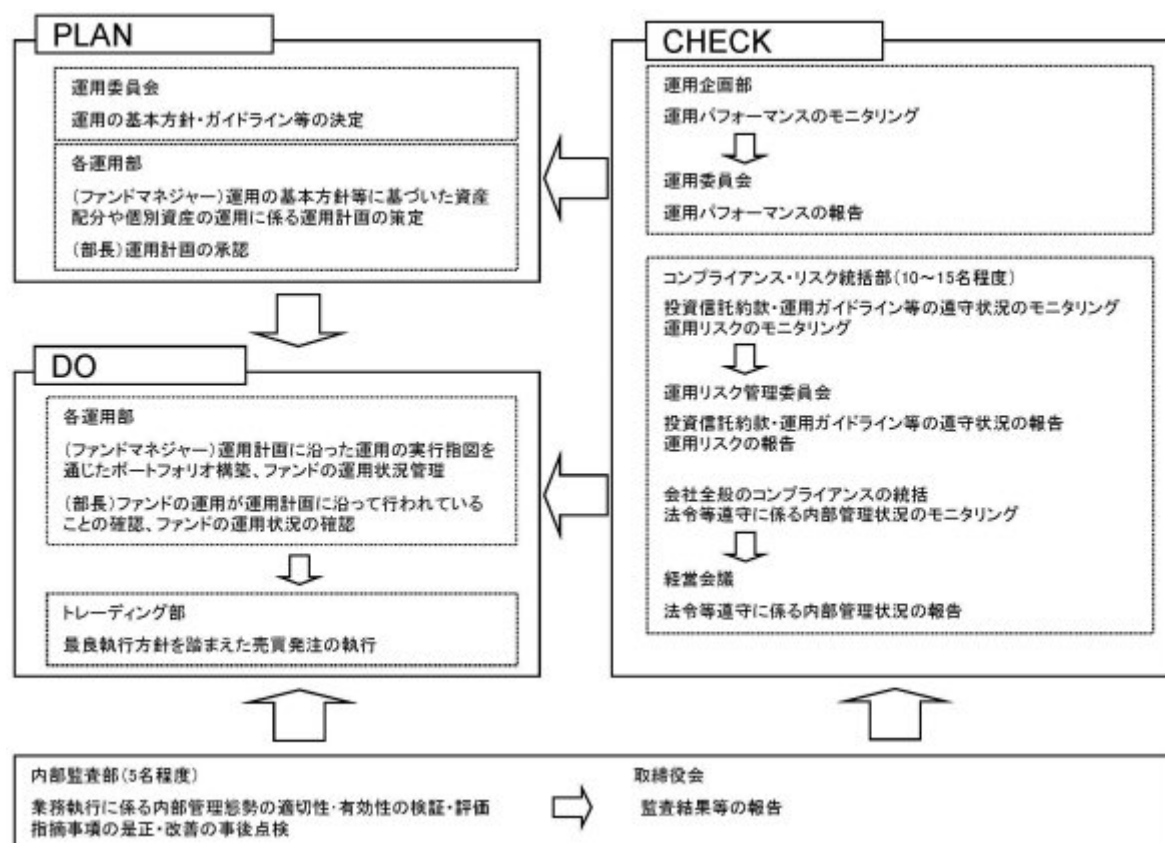 PLAN
運用委員会
運用の基本方針・ガイドライン等の決定
各運用部
(ファンドマネジャー)運用の基本方針等に基づいた資産
配分や個別資産の運用に係る運用計画の策定
(部長)運用計画の承認
DO
各運用部
(ファンドマネジャー)運用計画に沿った運用の実行指図を
通じたポートフォリオ構築、ファンドの運用状況管理
(部長)ファンドの運用が運用計画に沿って行われている
ことの確認、ファンドの運用状況の確認
トレーディング部
最良執行方針を踏まえた売買発注の執行
CHECK
運用企画部
運用パフォーマンスのモニタリング
運用委員会
運用パフォーマンスの報告
コンプライアンス・リスク統括部(10~15名程度)
投資信託約款・運用ガイドライン等の遵守状況のモニタリング
運用リスクのモニタリング
運用リスク管理委員会
投資信託約款・運用ガイドライン等の遵守状況の報告
運用リスクの報告
会社全般のコンプライアンスの統括
法令等遵守に係る内部管理状況のモニタリング
経営会議
法令等遵守に係る内部管理状況の報告
内部監査部(5名程度)
業務執行に係る内部管理態勢の適切性・有効性の検証・評価
指摘事項の是正・改善の事後点検
取締役会
監査結果等の報告